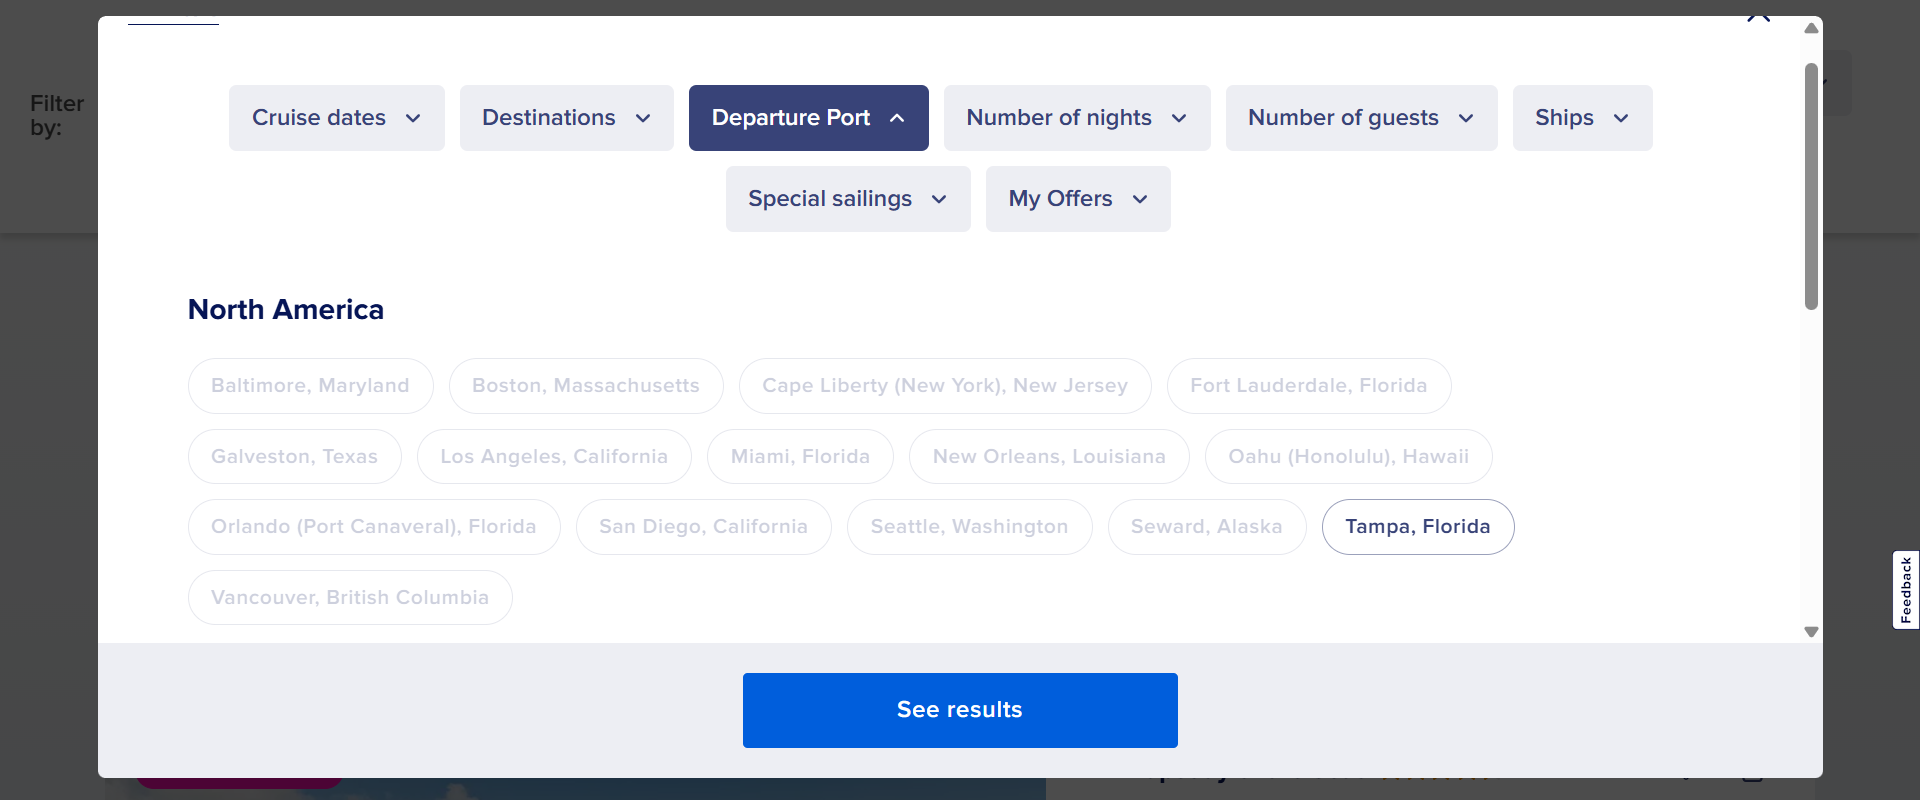 Filter
by:
Cruise dates
Destinations
Departure Port
Number of nights
Number of guests
Ships
Special sailings
My Offers
North America
Baltimore, Maryland
Boston, Massachusetts
Cape Liberty (New York), New Jersey
Fort Lauderdale, Florida
Galveston, Texas
Los Angeles, California
Miami, Florida
New Orleans, Louisiana
Oahu (Honolulu), Hawaii
Orlando (Port Canaveral), Florida
San Diego, California
Seattle, Washington
Seward, Alaska
Tampa, Florida
Vancouver, British Columbia
Feedback
See results